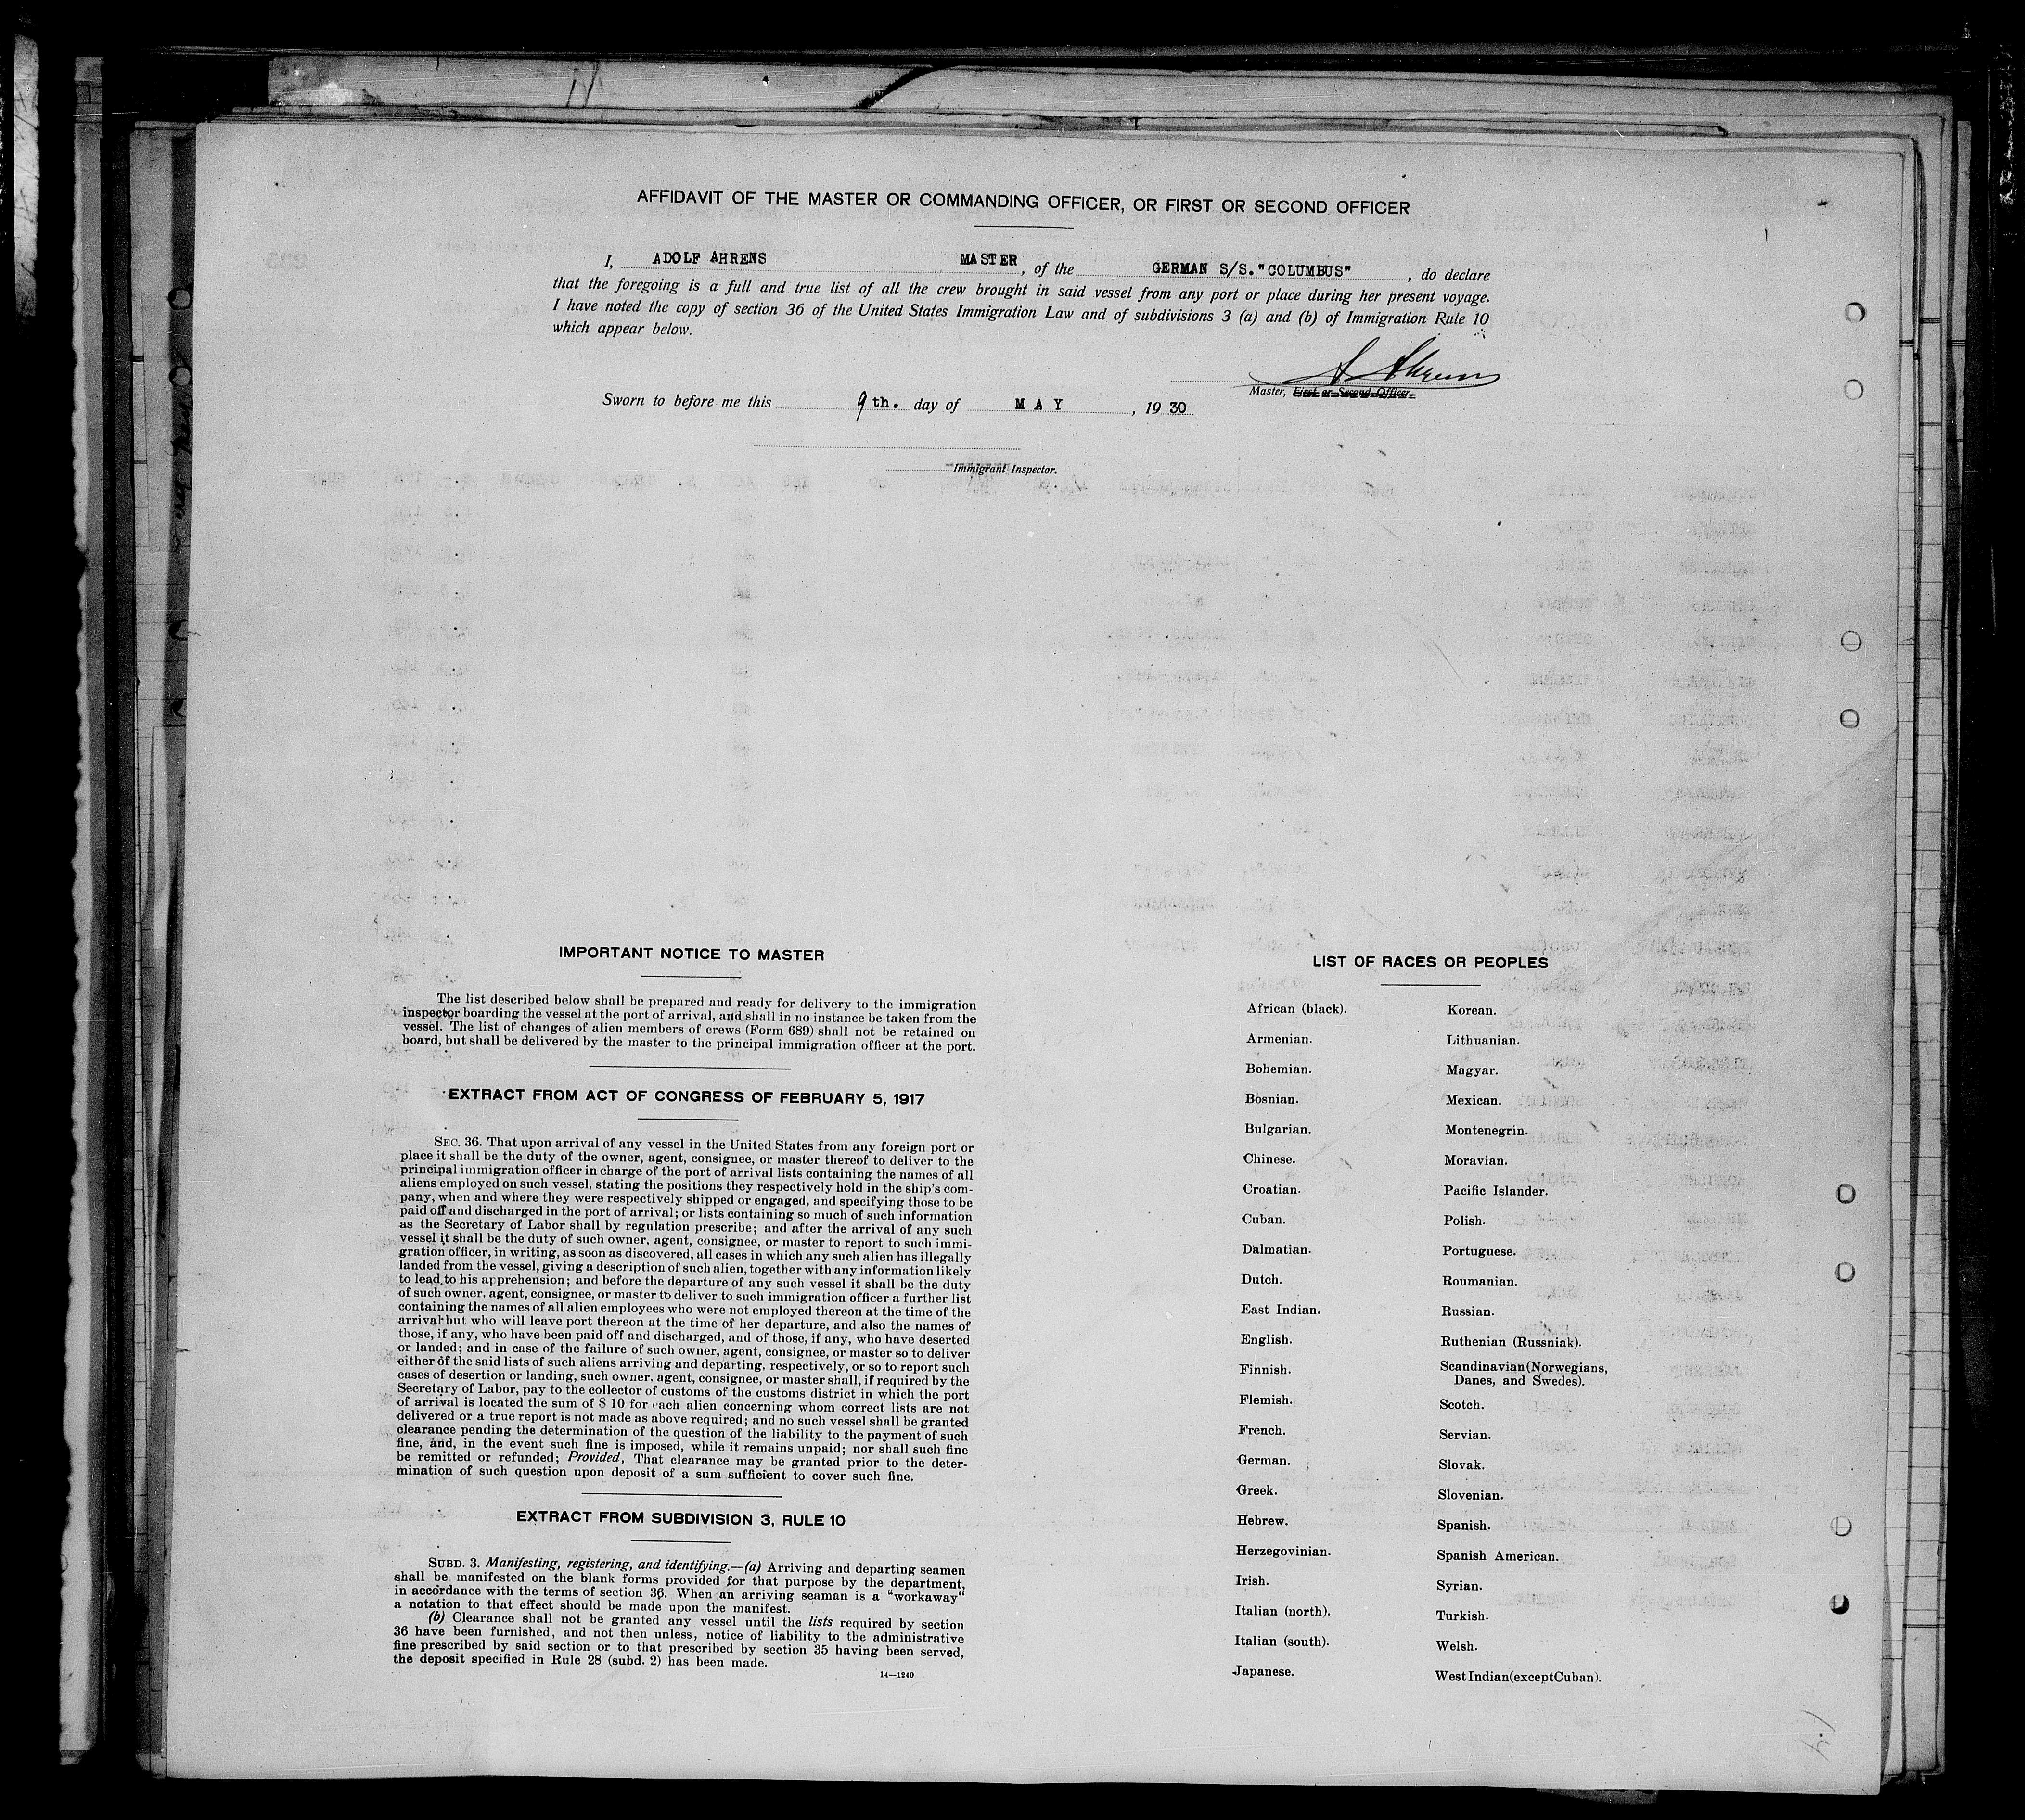 AFFIDAVIT OF THE MASTER OR COMMANDING OFFICER, OR FIRST OR SECOND OFFICER
I, ADOLF AHRENS MASTER, of the GERMAN S/S."COLUMBUS", do declare
that the foregoing is a full and true list of all the crew brought in said vessel from any port or place during her present voyage.
I have noted the copy of section 36 of the United States Immigration Law and of subdivisions 3 (a) and (b) of Immigration Rule 10
which appear below.
A Ahrens
Master, First or Second Officer.
Sworn to before me this 9th. day of MAY, 1930
Immigrant Inspector.
IMPORTANT NOTICE TO MASTER
The list described below shall be prepared and ready for delivery to the immigration
inspector boarding the vessel at the port of arrival, and shall in no instance be taken from the
vessel. The list of changes of alien members of crews (Form 689) shall not be retained on
board, but shall be delivered by the master to the principal immigration officer at the port.
EXTRACT FROM ACT OF CONGRESS OF FEBRUARY 5, 1917
SEC. 36. That upon arrival of any vessel in the United States from any foreign port or
place it shall be the duty of the owner, agent, consignee, or master thereof to deliver to the
principal immigration officer in charge of the port of arrival lists containing the names of all
aliens employed on such vessel, stating the positions they respectively hold in the ship's com-
pany, when and where they were respectively shipped or engaged, and specifying those to be
paid off and discharged in the port of arrival; or lists containing so much of such information
as the Secretary of Labor shall by regulation prescribe; and after the arrival of any such
vessel it shall be the duty of such owner, agent, consignee, or master to report to such immi-
gration officer, in writing, as soon as discovered, all cases in which any such alien has illegally
landed from the vessel, giving a description of such alien, together with any information likely
to lead to his apprehension; and before the departure of any such vessel it shall be the duty
of such owner, agent, consignee, or master to deliver to such immigration officer a further list
containing the names of all alien employees who were not employed thereon at the time of the
arrival but who will leave port thereon at the time of her departure, and also the names of
those, if any, who have been paid off and discharged, and of those, if any, who have deserted
or landed; and in case of the failure of such owner, agent, consignee, or master so to deliver
either of the said lists of such aliens arriving and departing, respectively, or so to report such
cases of desertion or landing, such owner, agent, consignee, or master shall, if required by the
Secretary of Labor, pay to the collector of customs of the customs district in which the port
of arrival is located the sum of $ 10 for each alien concerning whom correct lists are not
delivered or a true report is not made as above required; and no such vessel shall be granted
clearance pending the determination of the question of the liability to the payment of such
fine, and, in the event such fine is imposed, while it remains unpaid; nor shall such fine
be remitted or refunded; Provided, That clearance may be granted prior to the deter-
mination of such question upon deposit of a sum sufficient to cover such fine.
EXTRACT FROM SUBDIVISION 3, RULE 10
SUBD. 3. Manifesting, registering, and identifying.—(a) Arriving and departing seamen
shall be manifested on the blank forms provided for that purpose by the department,
in accordance with the terms of section 36. When an arriving seaman is a "workaway"
a notation to that effect should be made upon the manifest.
(b) Clearance shall not be granted any vessel until the lists required by section
36 have been furnished, and not then unless, notice of liability to the administrative
fine prescribed by said section or to that prescribed by section 35 having been served,
the deposit specified in Rule 28 (subd. 2) has been made.
14—1240
LIST OF RACES OR PEOPLES
African (black).
Armenian.
Bohemian.
Bosnian.
Bulgarian.
Chinese.
Croatian.
Cuban.
Dalmatian.
Dutch.
East Indian.
English.
Finnish.
Flemish.
French.
German.
Greek.
Hebrew.
Herzegovinian.
Irish.
Italian (north).
Italian (south).
Japanese.
Korean.
Lithuanian.
Magyar.
Mexican.
Montenegrin.
Moravian.
Pacific Islander.
Polish.
Portuguese.
Roumanian.
Russian.
Ruthenian (Russniak).
Scandinavian (Norwegians,
Danes, and Swedes).
Scotch.
Servian.
Slovak.
Slovenian.
Spanish.
Spanish American.
Syrian.
Turkish.
Welsh.
West Indian (except Cuban).